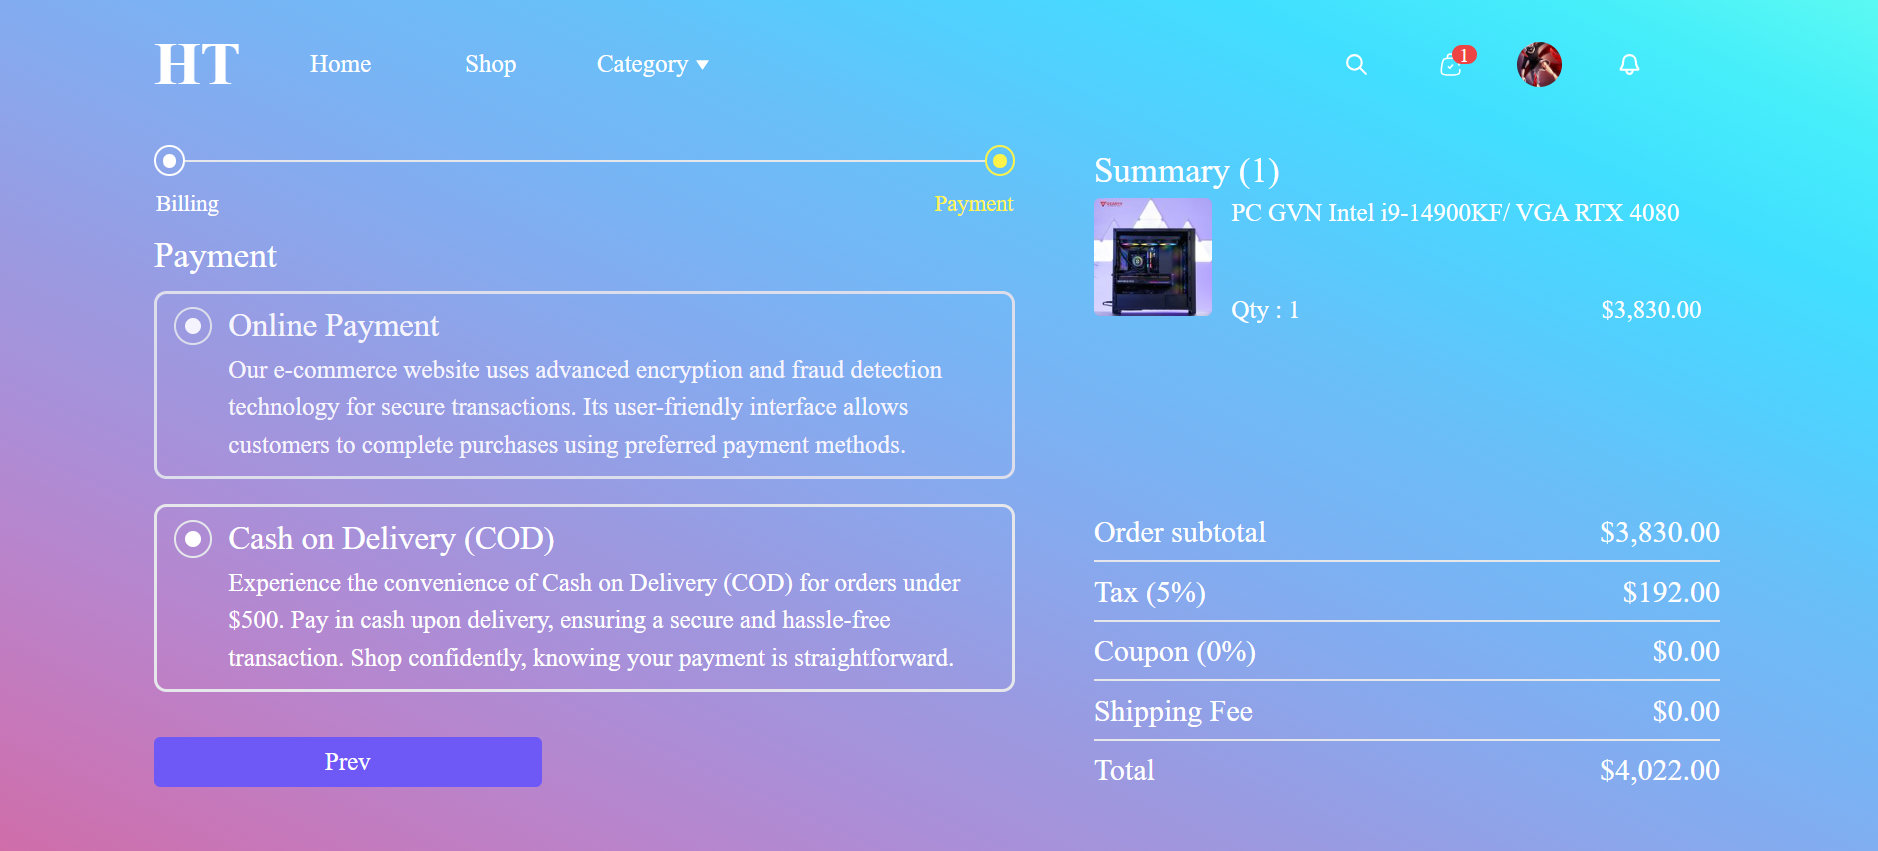 HT
Home
Shop
Category
1
Billing
Payment
Payment
Online Payment
Our e-commerce website uses advanced encryption and fraud detection
technology for secure transactions. Its user-friendly interface allows
customers to complete purchases using preferred payment methods.
Cash on Delivery (COD)
Experience the convenience of Cash on Delivery (COD) for orders under
$500. Pay in cash upon delivery, ensuring a secure and hassle-free
transaction. Shop confidently, knowing your payment is straightforward.
Prev
Summary (1)
PC GVN Intel i9-14900KF/ VGA RTX 4080
Qty : 1
$3,830.00
Order subtotal $3,830.00
Tax (5%) $192.00
Coupon (0%) $0.00
Shipping Fee $0.00
Total $4,022.00